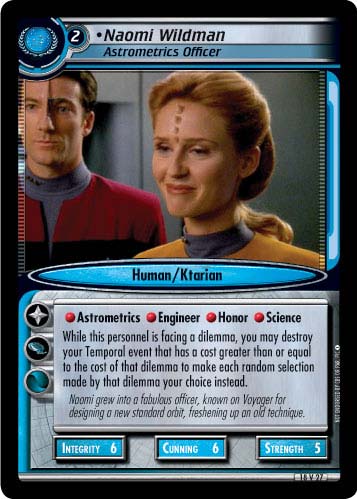 2
•Naomi Wildman
Astrometrics Officer
Human/Ktarian
Astrometrics Engineer Honor Science
While this personnel is facing a dilemma, you may destroy
your Temporal event that has a cost greater than or equal
to the cost of that dilemma to make each random selection
made by that dilemma your choice instead.
Naomi grew into a fabulous officer, known on Voyager for
designing a new standard orbit, freshening up an old technique.
INTEGRITY 6 CUNNING 6 STRENGTH 5
18 V 97